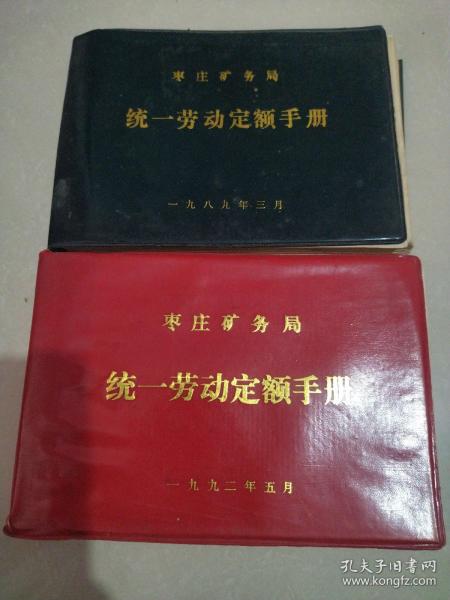 枣庄矿务局
统一劳动定额手册
一九八九年三月
枣庄矿务局
统一劳动定额手册
一九九二年五月
孔夫子旧书网
www.kongfz.com